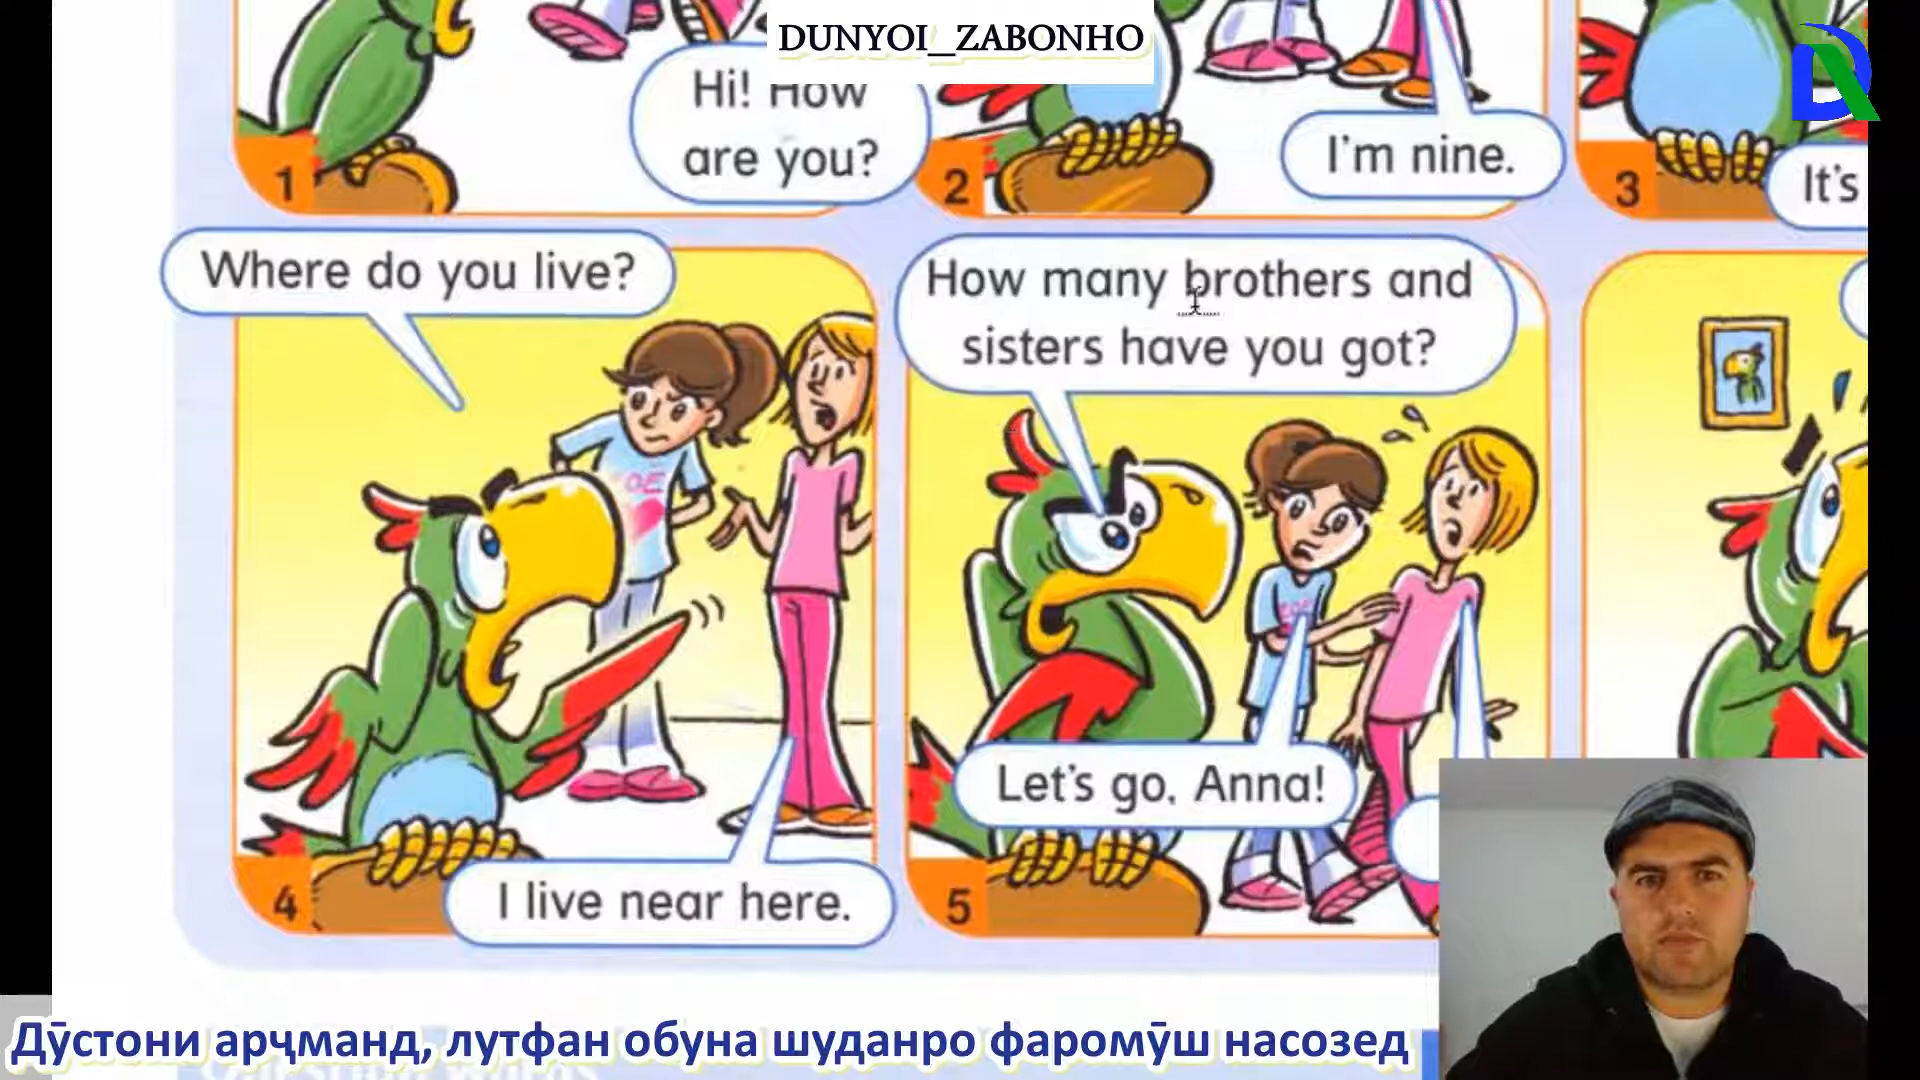 DUNYOI_ZABONHO
Hi! How
are you?
1
2
I'm nine.
3
It's
Where do you live?
How many brothers and
sisters have you got?
Let's go, Anna!
4
I live near here.
5
Дӯстони арҷманд, лутфан обуна шуданро фаромӯш насозед